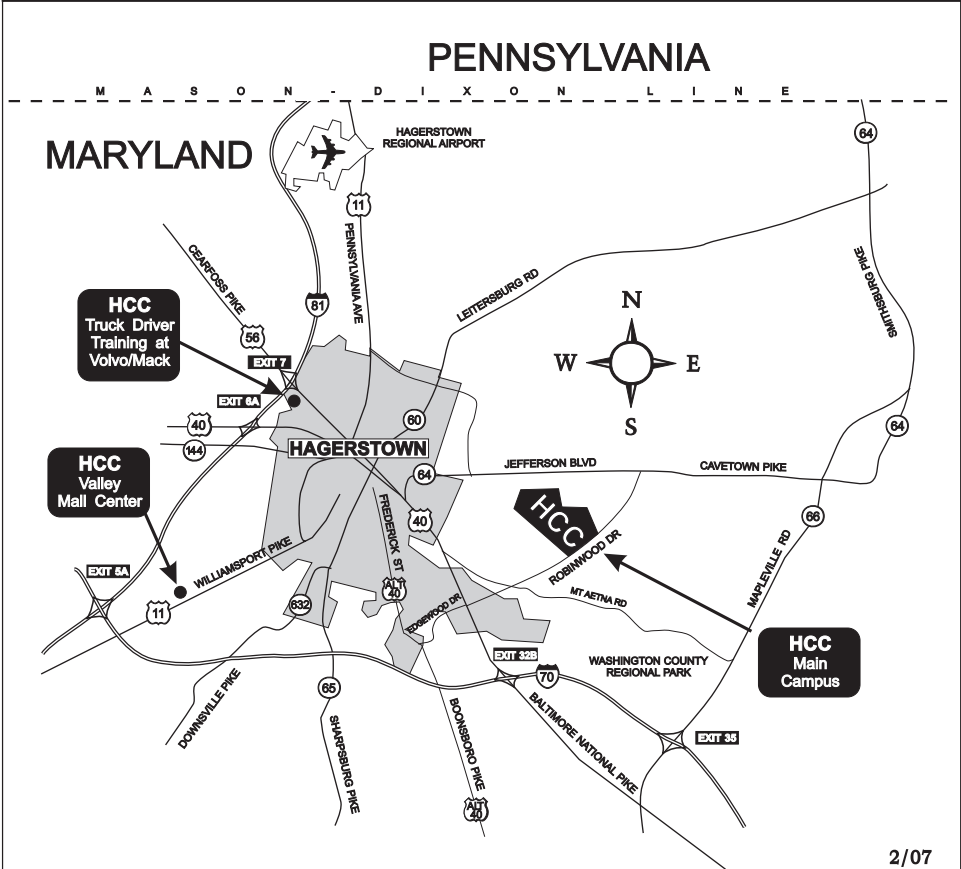 PENNSYLVANIA
MASON-DIXON LINE
MARYLAND
HAGERSTOWN
REGIONAL AIRPORT
64
11
PENNSYLVANIA AVE
CEARFOSS PIKE
LEITERSBURG RD
SMITHSBURG PIKE
HCC
Truck Driver
Training at
Volvo/Mack
81
56
N
W
E
S
EXIT 7
EXIT 6A
40
144
60
64
HAGERSTOWN
HCC
Valley
Mall Center
64
JEFFERSON BLVD
CAVETOWN PIKE
HCC
40
FREDERICK ST
66
WILLIAMSPORT PIKE
ROBINWOOD DR
MAPLEVILLE RD
EXIT 5A
11
632
ALT
40
EDGEWOOD DR
MT AETNA RD
HCC
Main
Campus
EXIT 32B
70
WASHINGTON COUNTY
REGIONAL PARK
65
DOWNSVILLE PIKE
SHARPSBURG PIKE
BOONSBORO PIKE
BALTIMORE NATIONAL PIKE
EXIT 35
ALT
40
2/07